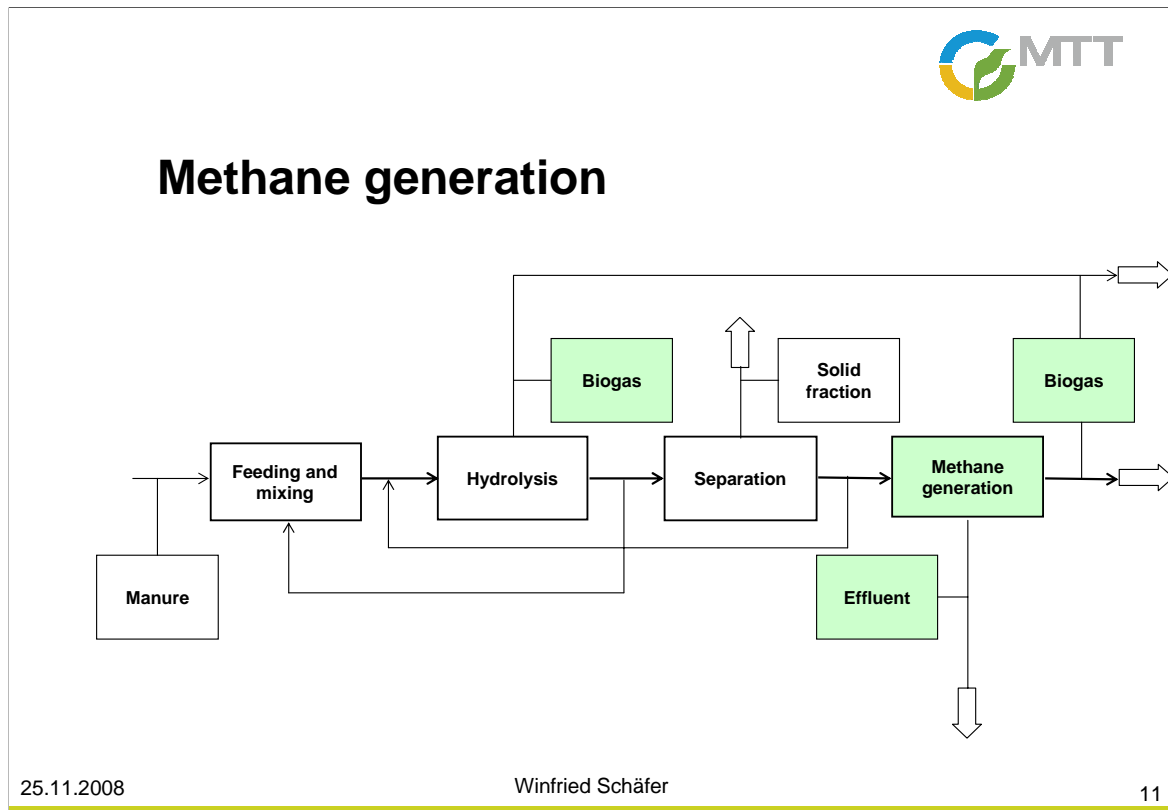 MTT
Methane generation
Biogas
Solid
fraction
Biogas
Feeding and
mixing
Hydrolysis
Separation
Methane
generation
Manure
Effluent
25.11.2008
Winfried Schäfer
11